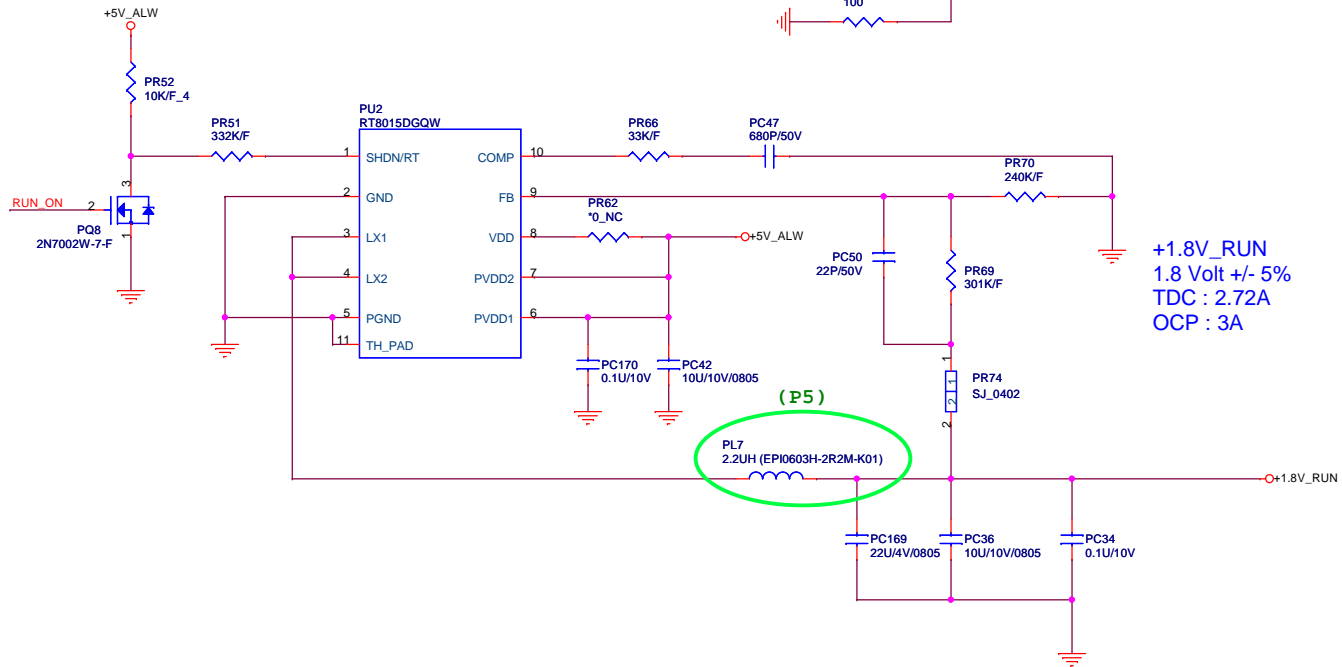 +5V_ALW
100
PR52
10K/F_4
PU2
RT8015DGQW
PR51
332K/F
PR66
33K/F
PC47
680P/50V
PR70
240K/F
1
SHDN/RT
COMP
10
2
GND
FB
9
3
LX1
VDD
8
4
LX2
PVDD2
7
5
PGND
PVDD1
6
11
TH_PAD
RUN_ON
2
3
1
PQ8
2N7002W-7-F
PR62
*0_NC
+5V_ALW
PC50
22P/50V
PR69
301K/F
+1.8V_RUN
1.8 Volt +/- 5%
TDC : 2.72A
OCP : 3A
PC170
0.1U/10V
PC42
10U/10V/0805
1
1
2
2
PR74
SJ_0402
(P5)
PL7
2.2UH (EPI0603H-2R2M-K01)
+1.8V_RUN
PC169
22U/4V/0805
PC36
10U/10V/0805
PC34
0.1U/10V